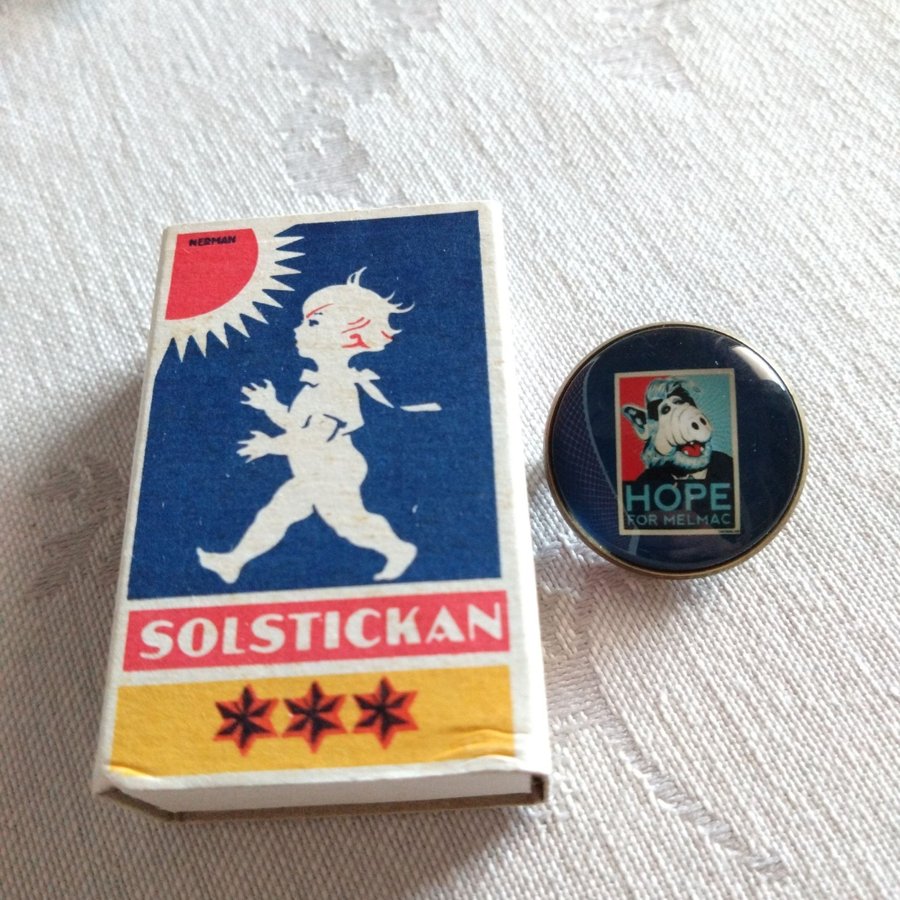 NERMAN
SOLSTICKAN
HOPE
FOR MELMAC